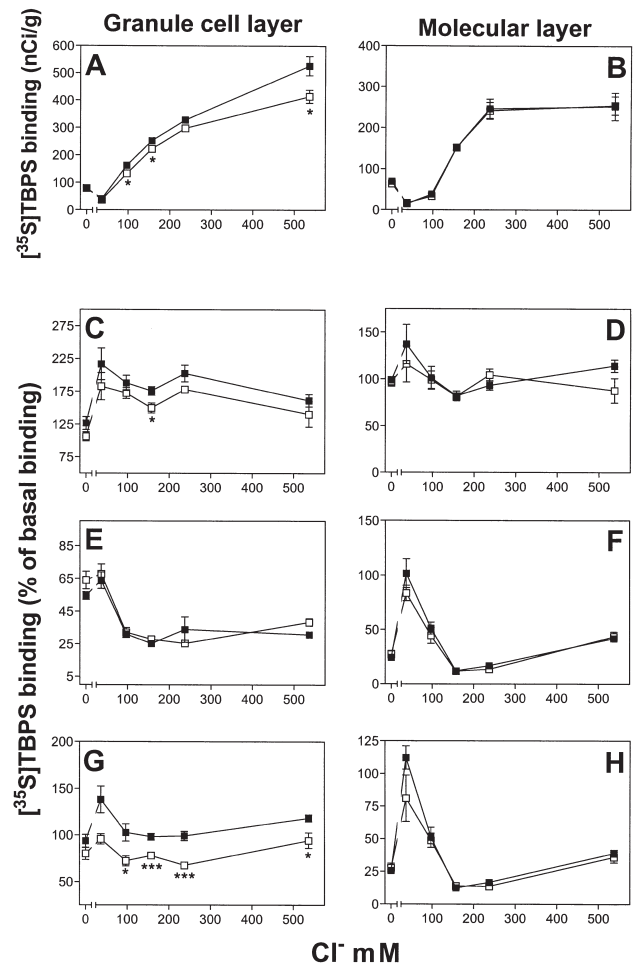 Granule cell layer
Molecular layer
[³⁵S]TBPS binding (nCi/g)
A
600
500
400
300
200
100
0
* * *
0 100 200 300 400 500
B
400
300
200
100
0
0 100 200 300 400 500
[³⁵S]TBPS binding (% of basal binding)
C
275
225
175
125
75
*
0 100 200 300 400 500
D
150
100
50
0
0 100 200 300 400 500
E
85
65
45
25
5
0 100 200 300 400 500
F
150
100
50
0
0 100 200 300 400 500
G
200
150
100
50
* *** *** *
0 100 200 300 400 500
H
125
100
75
50
25
0
0 100 200 300 400 500
Cl⁻ mM